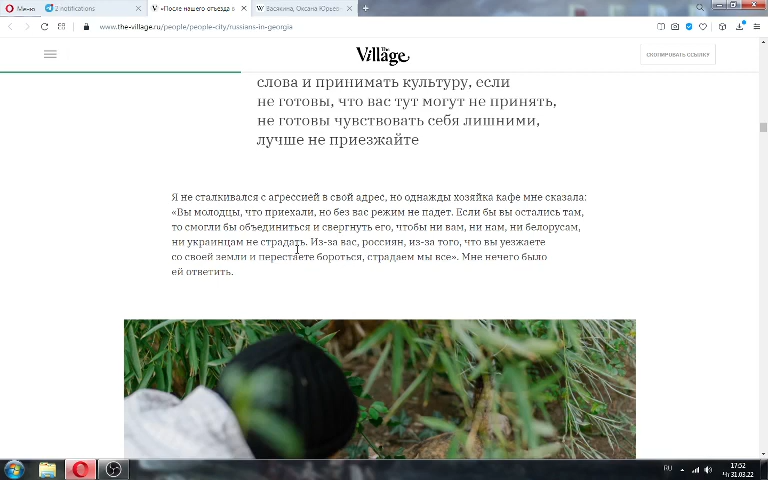 Меню
2 notifications
«После нашего отъезда в
Васякина, Оксана Юрьев
www.the-village.ru/people/people-city/russians-in-georgia
The Village
СКОПИРОВАТЬ ССЫЛКУ
слова и принимать культуру, если
не готовы, что вас тут могут не принять,
не готовы чувствовать себя лишними,
лучше не приезжайте
Я не сталкивался с агрессией в свой адрес, но однажды хозяйка кафе мне сказала:
«Вы молодцы, что приехали, но без вас режим не падет. Если бы вы остались там,
то смогли бы объединиться и свергнуть его, чтобы ни вам, ни нам, ни белорусам,
ни украинцам не страдать. Из-за вас, россиян, из-за того, что вы уезжаете
со своей земли и перестаете бороться, страдаем мы все». Мне нечего было
ей ответить.
RU
17:52
Чт 31.03.22